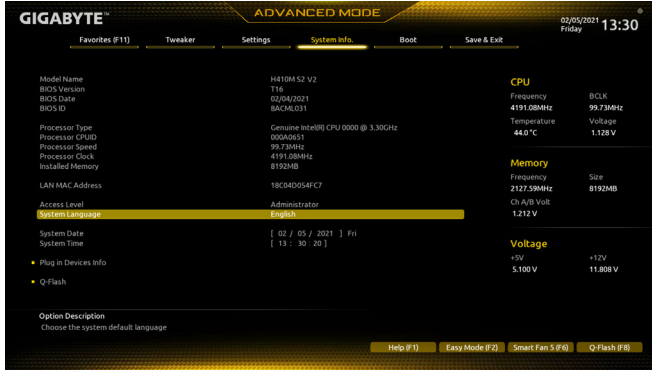 GIGABYTE™
ADVANCED MODE
02/05/2021 Friday 13:30
Favorites (F11) Tweaker Settings System Info. Boot Save & Exit
Model Name H410M S2 V2
BIOS Version T16
BIOS Date 02/04/2021
BIOS ID 8ACML031
Processor Type Genuine Intel(R) CPU 0000 @ 3.30GHz
Processor CPUID 000A0651
Processor Speed 99.73MHz
Processor Clock 4191.08MHz
Installed Memory 8192MB
LAN MAC Address 18C04D054FC7
Access Level Administrator
System Language English
System Date [ 02 / 05 / 2021 ] Fri
System Time [ 13 : 30 : 20 ]
Plug in Devices Info
Q-Flash
CPU
Frequency BCLK
4191.08MHz 99.73MHz
Temperature Voltage
44.0 °C 1.128 V
Memory
Frequency Size
2127.59MHz 8192MB
Ch A/B Volt
1.212 V
Voltage
+5V +12V
5.100 V 11.808 V
Option Description
Choose the system default language
Help (F1) Easy Mode (F2) Smart Fan 5 (F6) Q-Flash (F8)